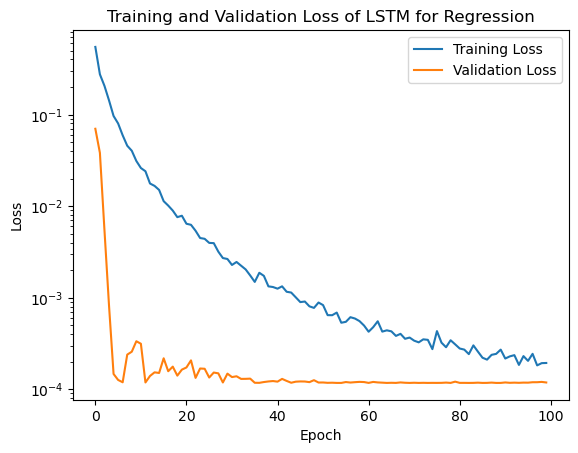 Training and Validation Loss of LSTM for Regression
Training Loss
Validation Loss
Loss
10⁻¹
10⁻²
10⁻³
10⁻⁴
0 20 40 60 80 100
Epoch